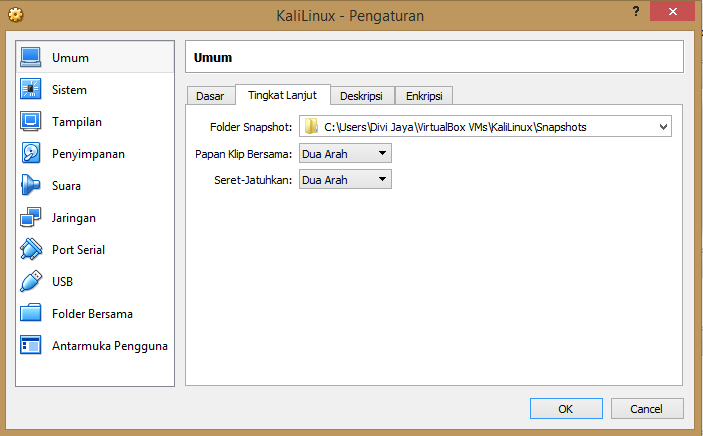 KaliLinux - Pengaturan
?
Umum
Sistem
Tampilan
Penyimpanan
Suara
Jaringan
Port Serial
USB
Folder Bersama
Antarmuka Pengguna
Umum
Dasar
Tingkat Lanjut
Deskripsi
Enkripsi
Folder Snapshot: C:\Users\Divi Jaya\VirtualBox VMs\KaliLinux\Snapshots
Papan Klip Bersama: Dua Arah
Seret-Jatuhkan: Dua Arah
OK
Cancel